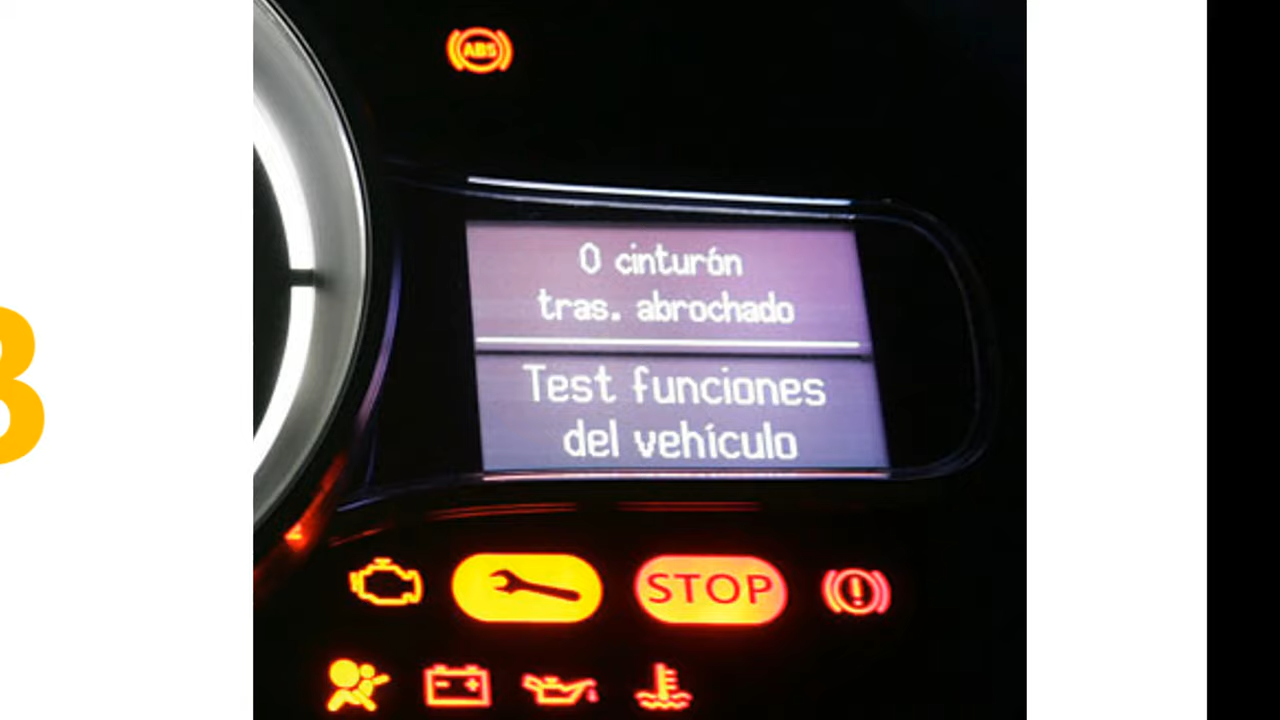 ABS
0 cinturón
tras. abrochado
Test funciones
del vehículo
STOP